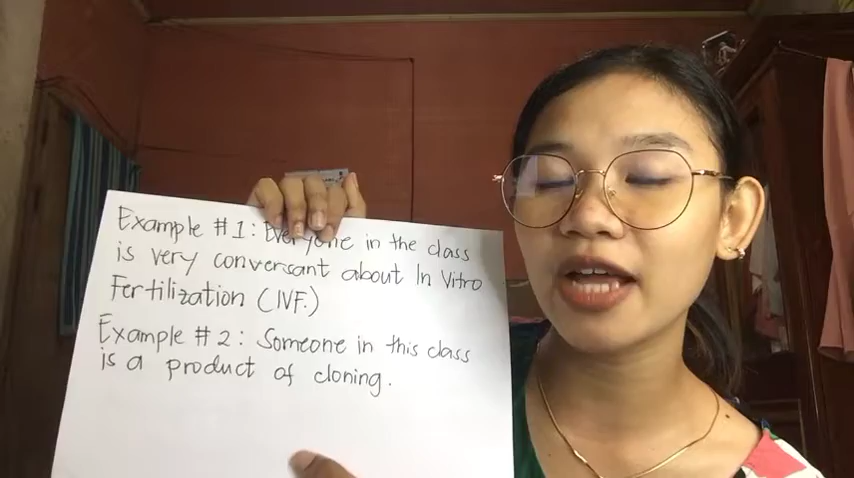 Example #1: Everyone in the class
is very conversant about In Vitro
Fertilization (IVF.)
Example #2: Someone in this class
is a product of cloning.